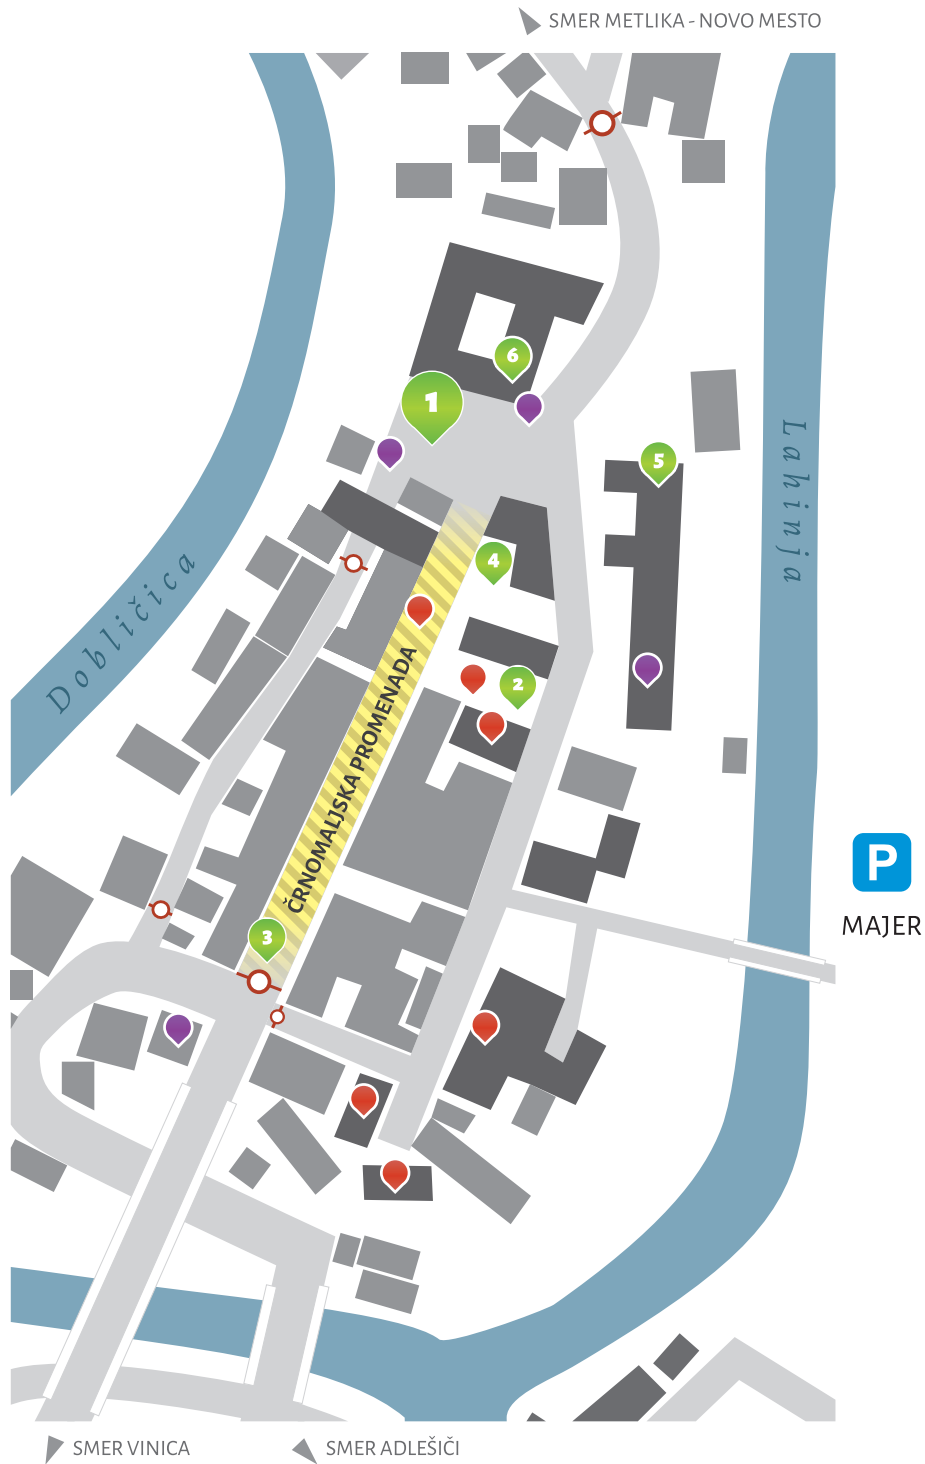 SMER METLIKA - NOVO MESTO
6
1
5
Lahinja
4
Dobličica
2
ČRNOMALJSKA PROMENADA
P
MAJER
3
SMER VINICA
SMER ADLEŠIČI